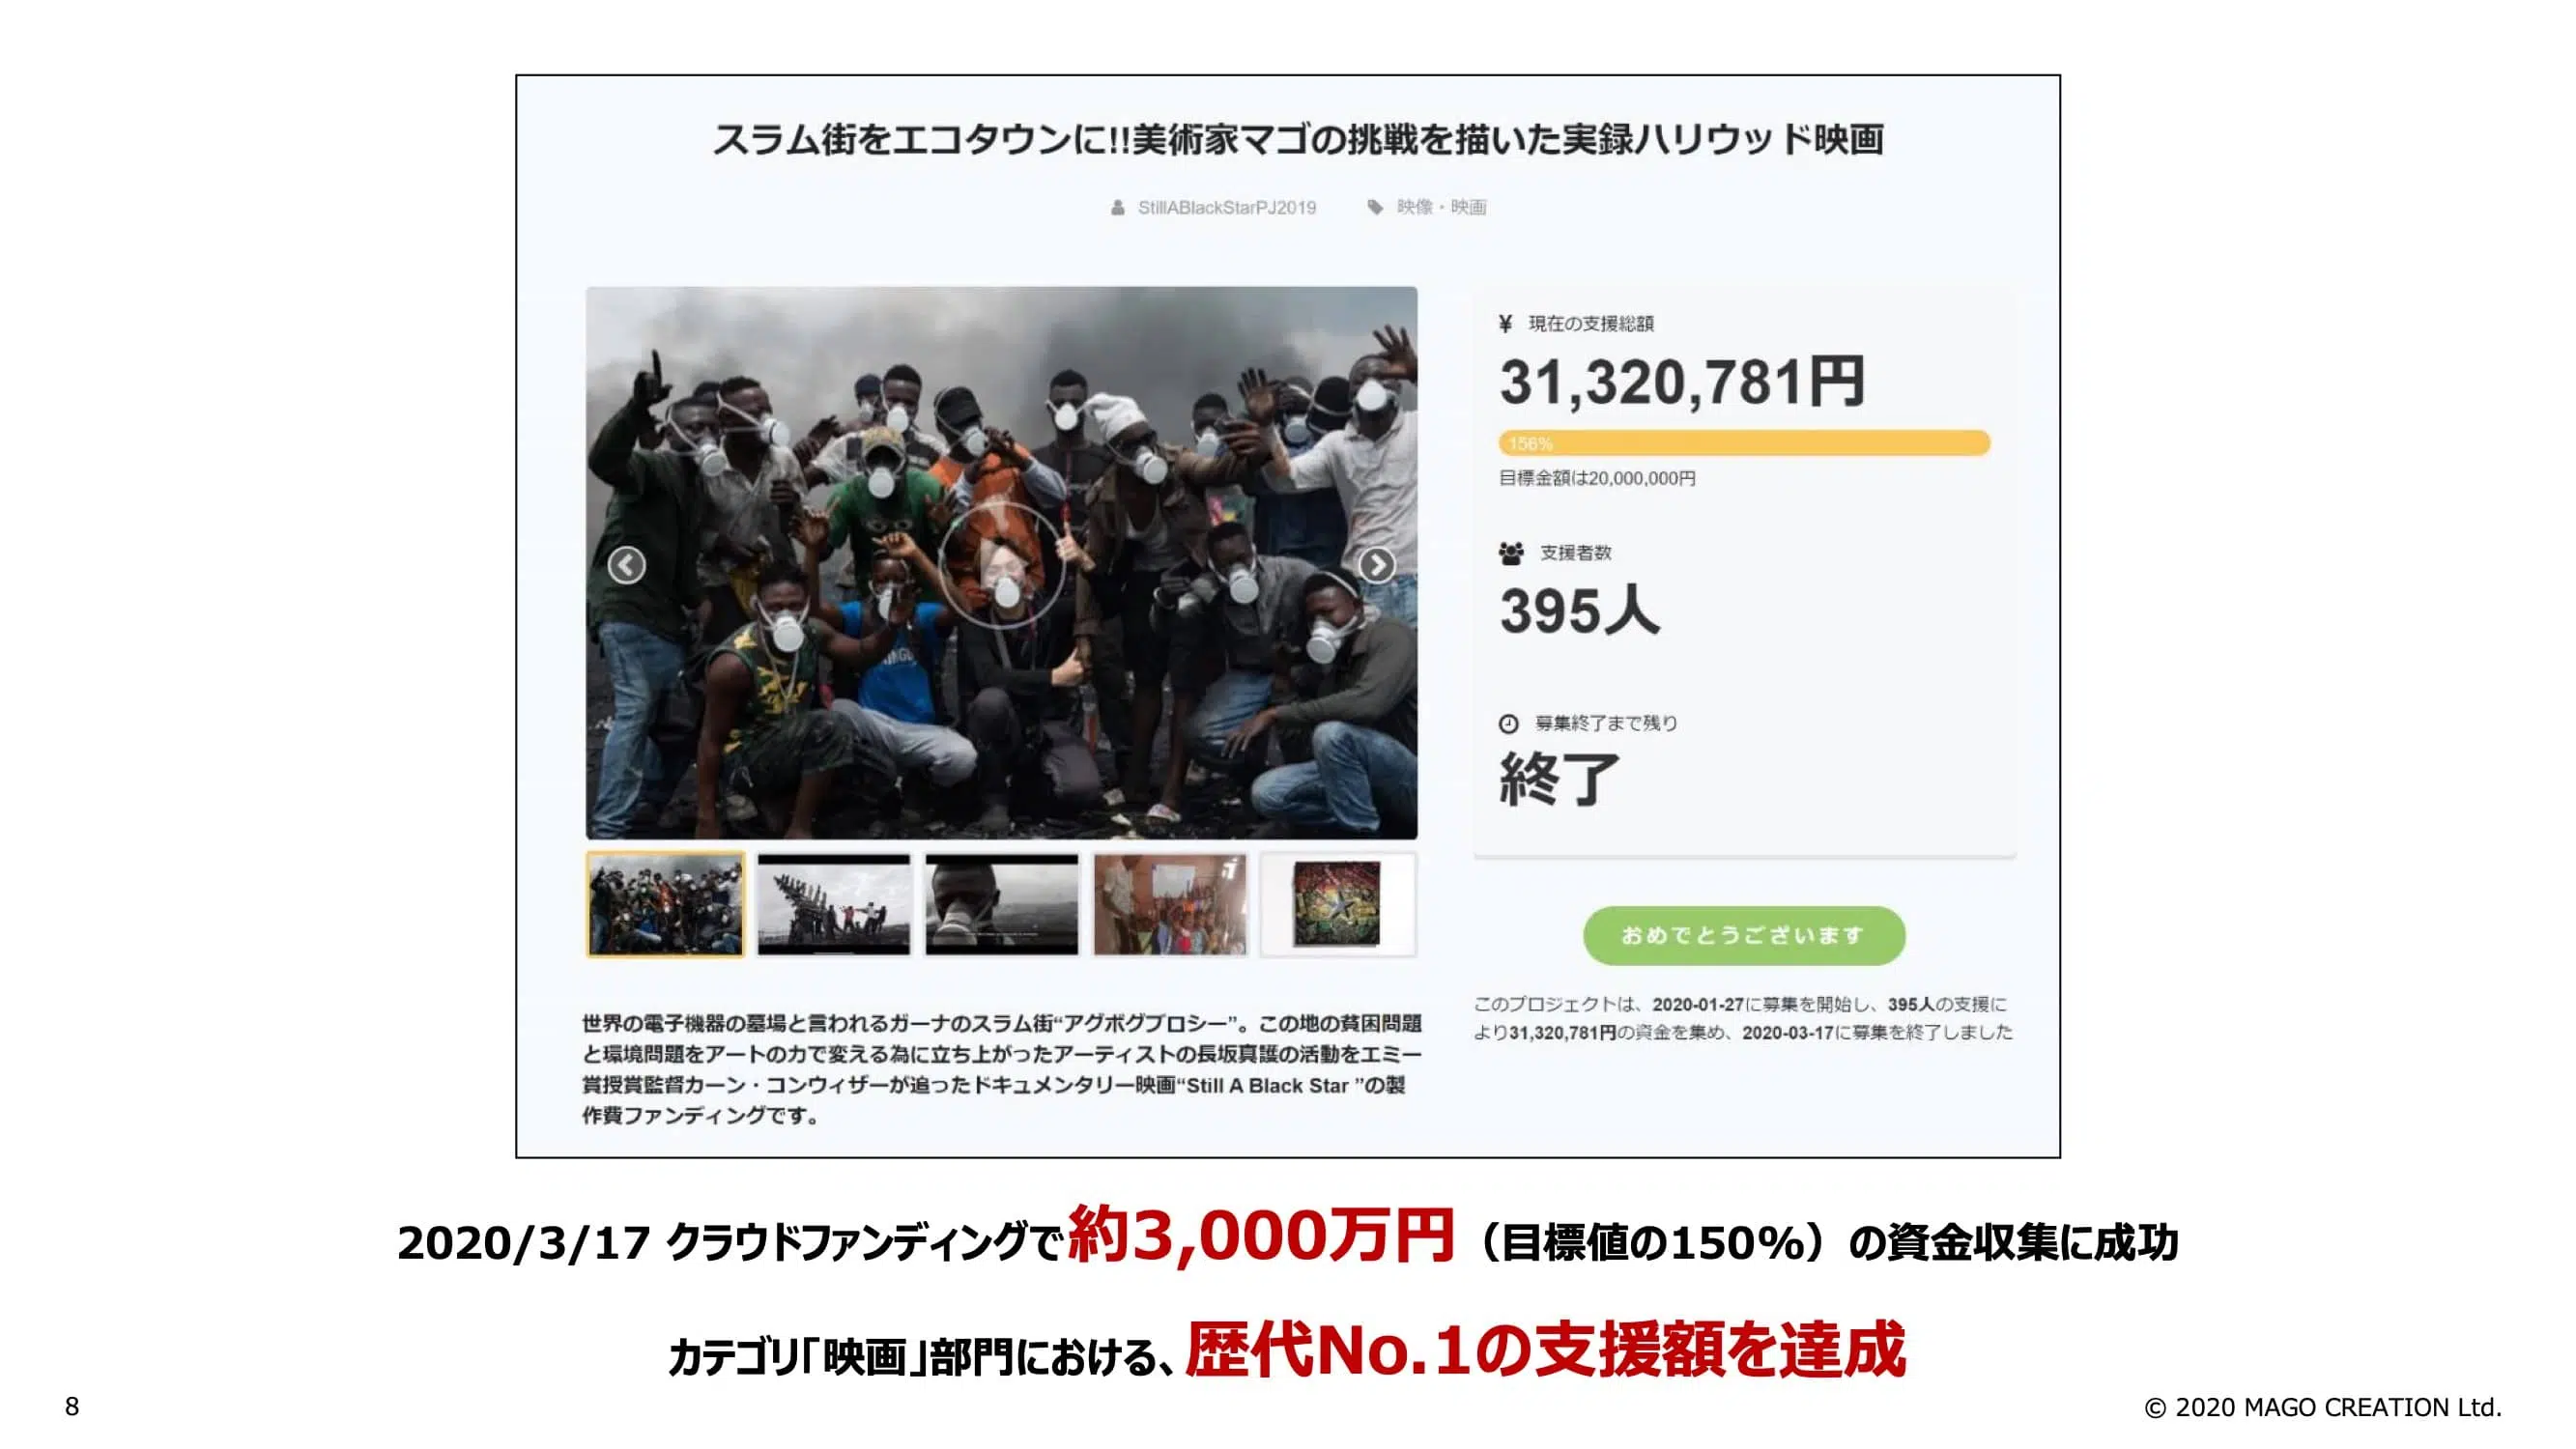 スラム街をエコタウンに!!美術家マゴの挑戦を描いた実録ハリウッド映画
StillABlackStarPJ2019 映像・映画
¥ 現在の支援総額
31,320,781円
156%
目標金額は20,000,000円
支援者数
395人
募集終了まで残り
終了
おめでとうございます
このプロジェクトは、2020-01-27に募集を開始し、395人の支援に
より31,320,781円の資金を集め、2020-03-17に募集を終了しました
世界の電子機器の墓場と言われるガーナのスラム街“アグボグブロシー”。この地の貧困問題
と環境問題をアートの力で変える為に立ち上がったアーティストの長坂真護の活動をエミー
賞授賞監督カーン・コンウィザーが追ったドキュメンタリー映画“Still A Black Star ”の製
作費ファンディングです。
2020/3/17 クラウドファンディングで約3,000万円（目標値の150%）の資金収集に成功
カテゴリ「映画」部門における、歴代No.1の支援額を達成
8
© 2020 MAGO CREATION Ltd.